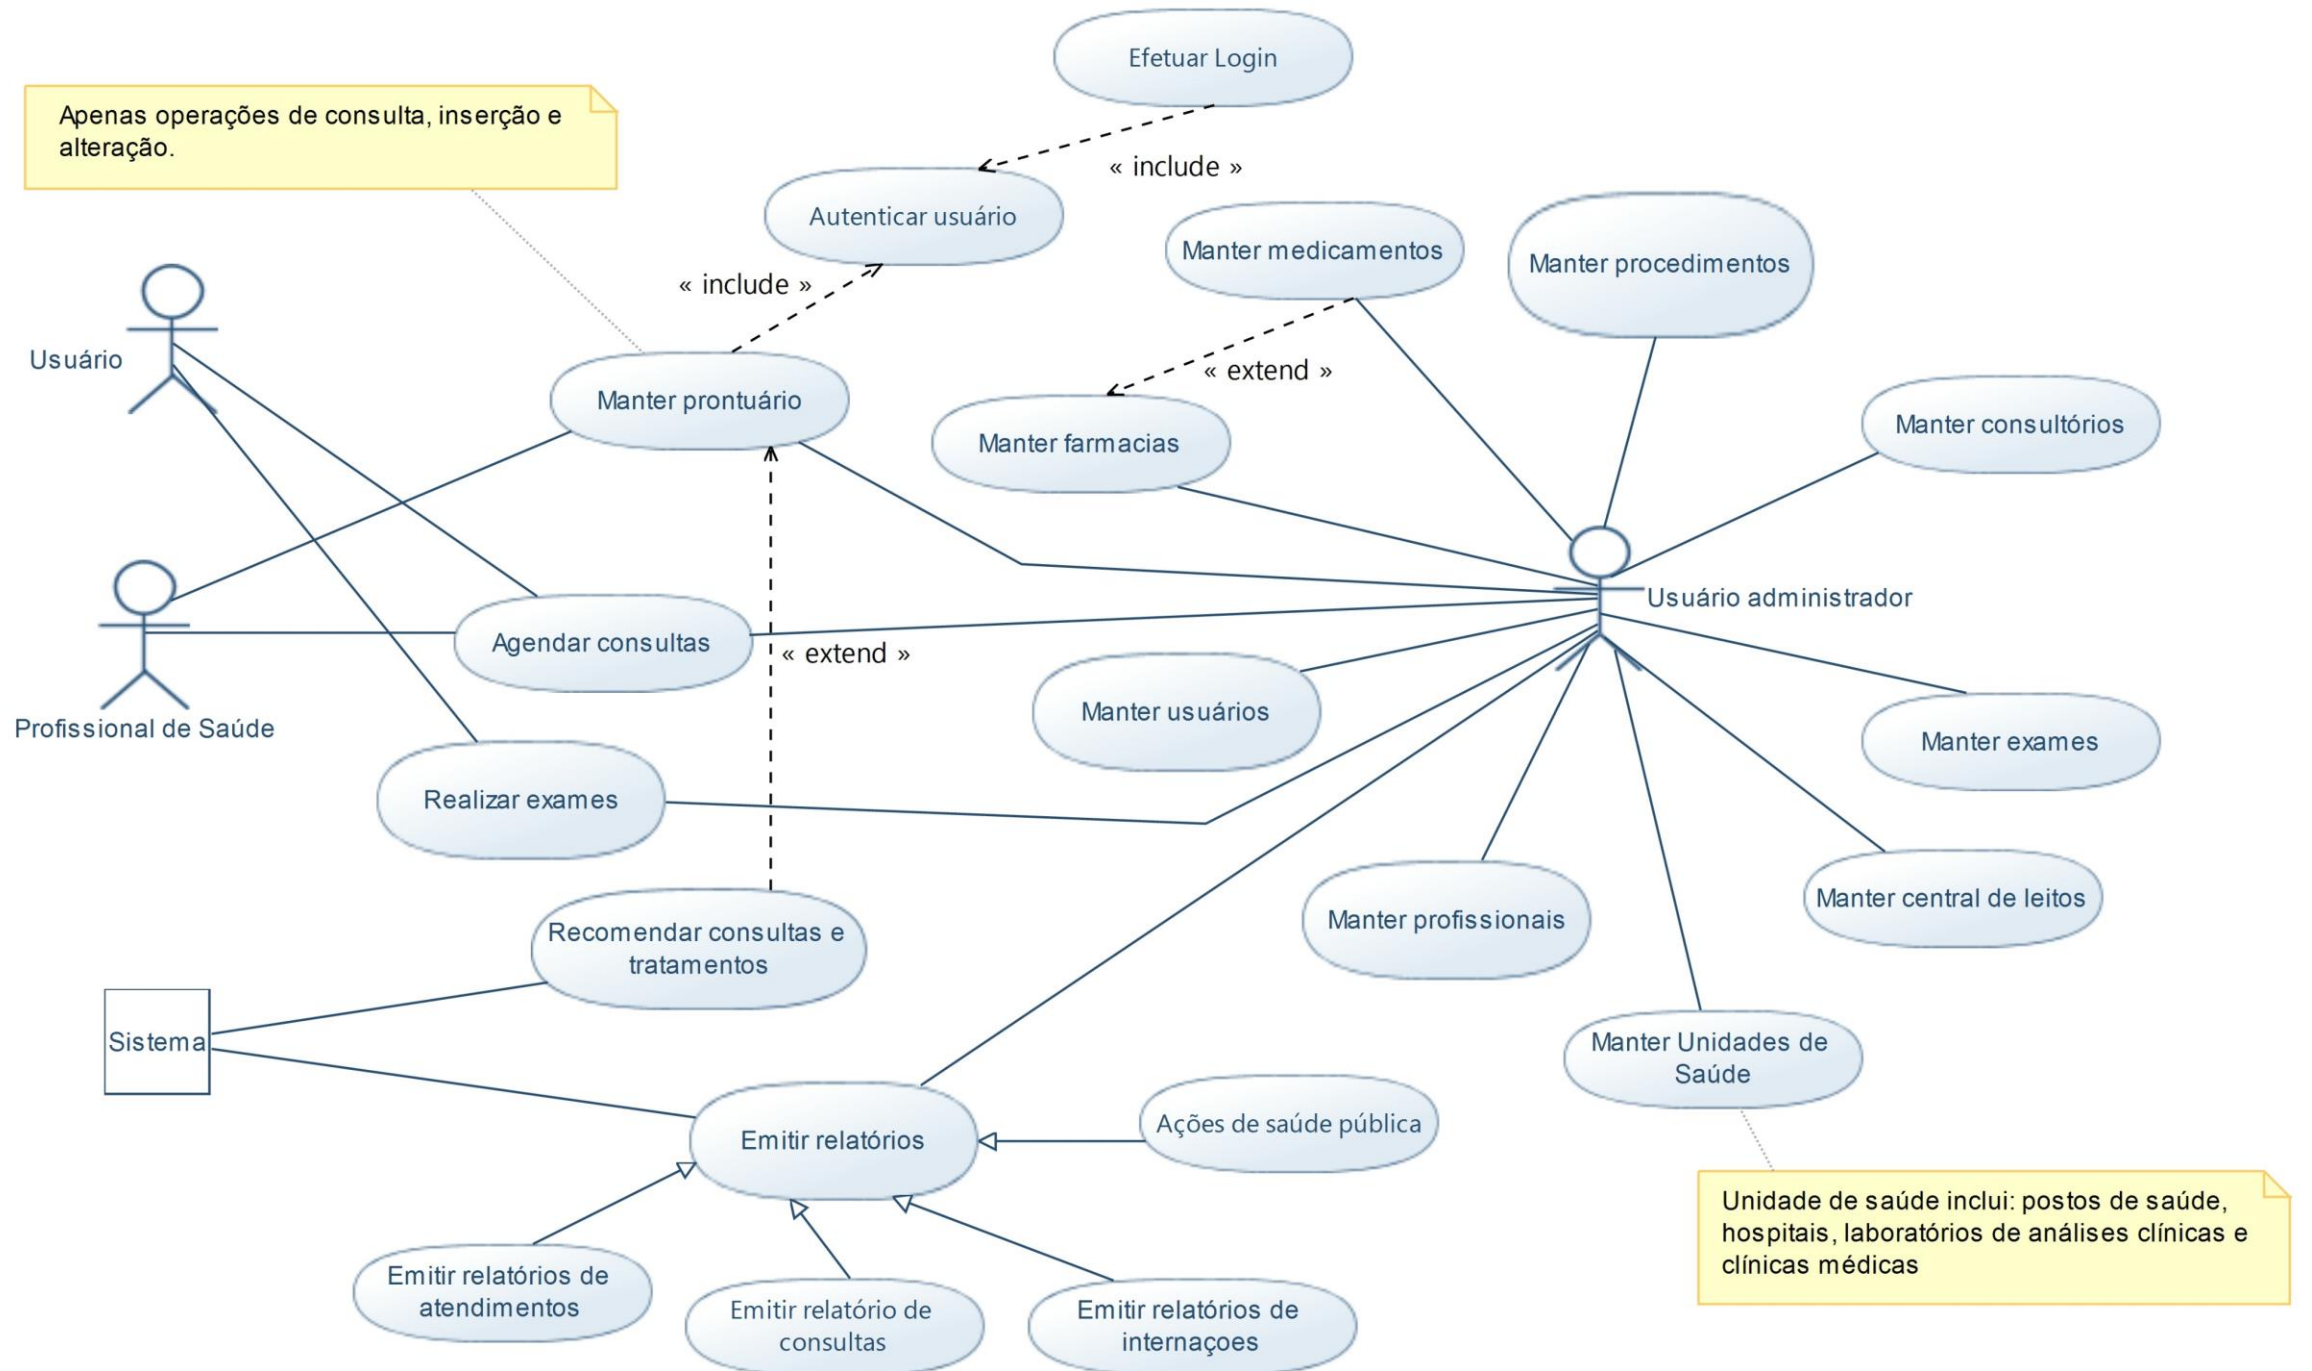 Efetuar Login
Apenas operações de consulta, inserção e
alteração.
« include »
Autenticar usuário
Manter medicamentos
Manter procedimentos
« include »
Usuário
« extend »
Manter prontuário
Manter farmacias
Manter consultórios
Usuário administrador
Agendar consultas
« extend »
Profissional de Saúde
Manter usuários
Manter exames
Realizar exames
Manter central de leitos
Manter profissionais
Recomendar consultas e
tratamentos
Sistema
Manter Unidades de
Saúde
Emitir relatórios
Ações de saúde pública
Unidade de saúde inclui: postos de saúde,
hospitais, laboratórios de análises clínicas e
clínicas médicas
Emitir relatórios de
atendimentos
Emitir relatório de
consultas
Emitir relatórios de
internaçoes